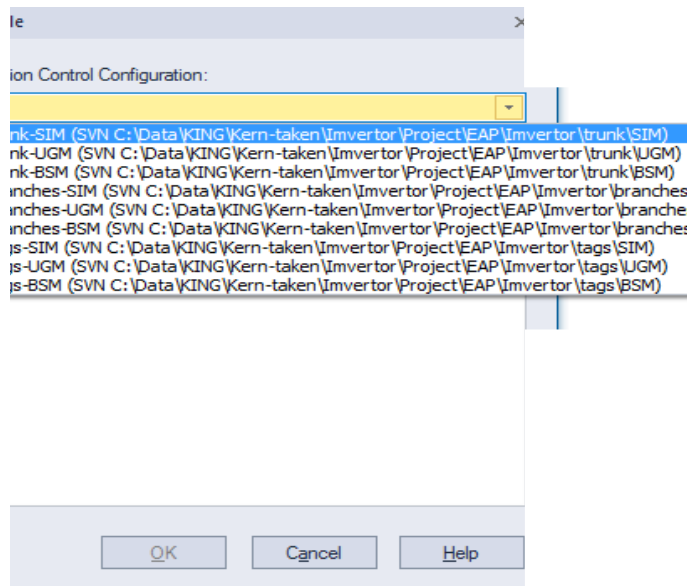 le
ion Control Configuration:
nk-SIM (SVN C:\Data\KING\Kern-taken\Imvertor\Project\EAP\Imvertor\trunk\SIM)
nk-UGM (SVN C:\Data\KING\Kern-taken\Imvertor\Project\EAP\Imvertor\trunk\UGM)
nk-BSM (SVN C:\Data\KING\Kern-taken\Imvertor\Project\EAP\Imvertor\trunk\BSM)
anches-SIM (SVN C:\Data\KING\Kern-taken\Imvertor\Project\EAP\Imvertor\branches
anches-UGM (SVN C:\Data\KING\Kern-taken\Imvertor\Project\EAP\Imvertor\branche
anches-BSM (SVN C:\Data\KING\Kern-taken\Imvertor\Project\EAP\Imvertor\branches
gs-SIM (SVN C:\Data\KING\Kern-taken\Imvertor\Project\EAP\Imvertor\tags\SIM)
gs-UGM (SVN C:\Data\KING\Kern-taken\Imvertor\Project\EAP\Imvertor\tags\UGM)
gs-BSM (SVN C:\Data\KING\Kern-taken\Imvertor\Project\EAP\Imvertor\tags\BSM)
OK Cancel Help